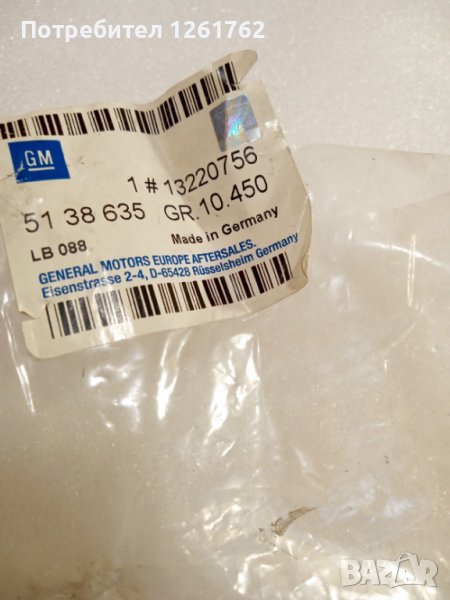 Потребител 1261762
GM
1 # 13220756
51 38 635 GR.10.450
LB 088
Made in Germany
GENERAL MOTORS EUROPE AFTERSALES.
Eisenstrasse 2-4, D-65428 Rüsselsheim Germany
BAZAR